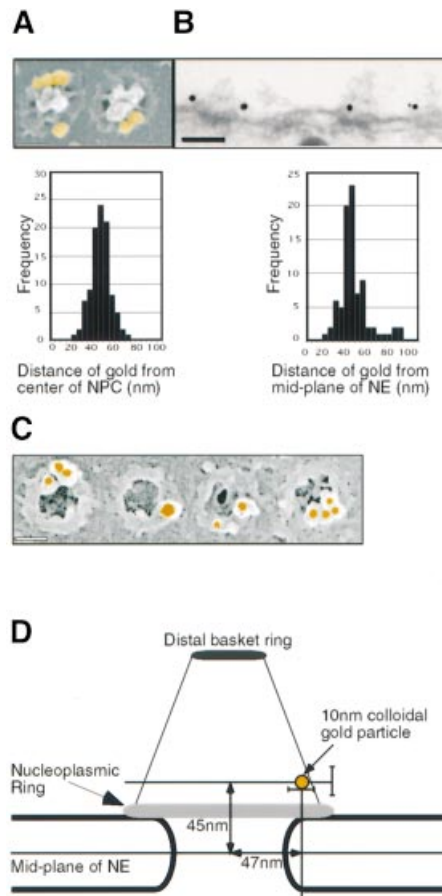 A
B
30
25
20
15
10
5
0
Frequency
0 20 40 60 80 100
Distance of gold from
center of NPC (nm)
25
20
15
10
5
0
Frequency
0 20 40 60 80 100
Distance of gold from
mid-plane of NE (nm)
C
D
Distal basket ring
10nm colloidal
gold particle
Nucleoplasmic
Ring
45nm
47nm
Mid-plane of NE